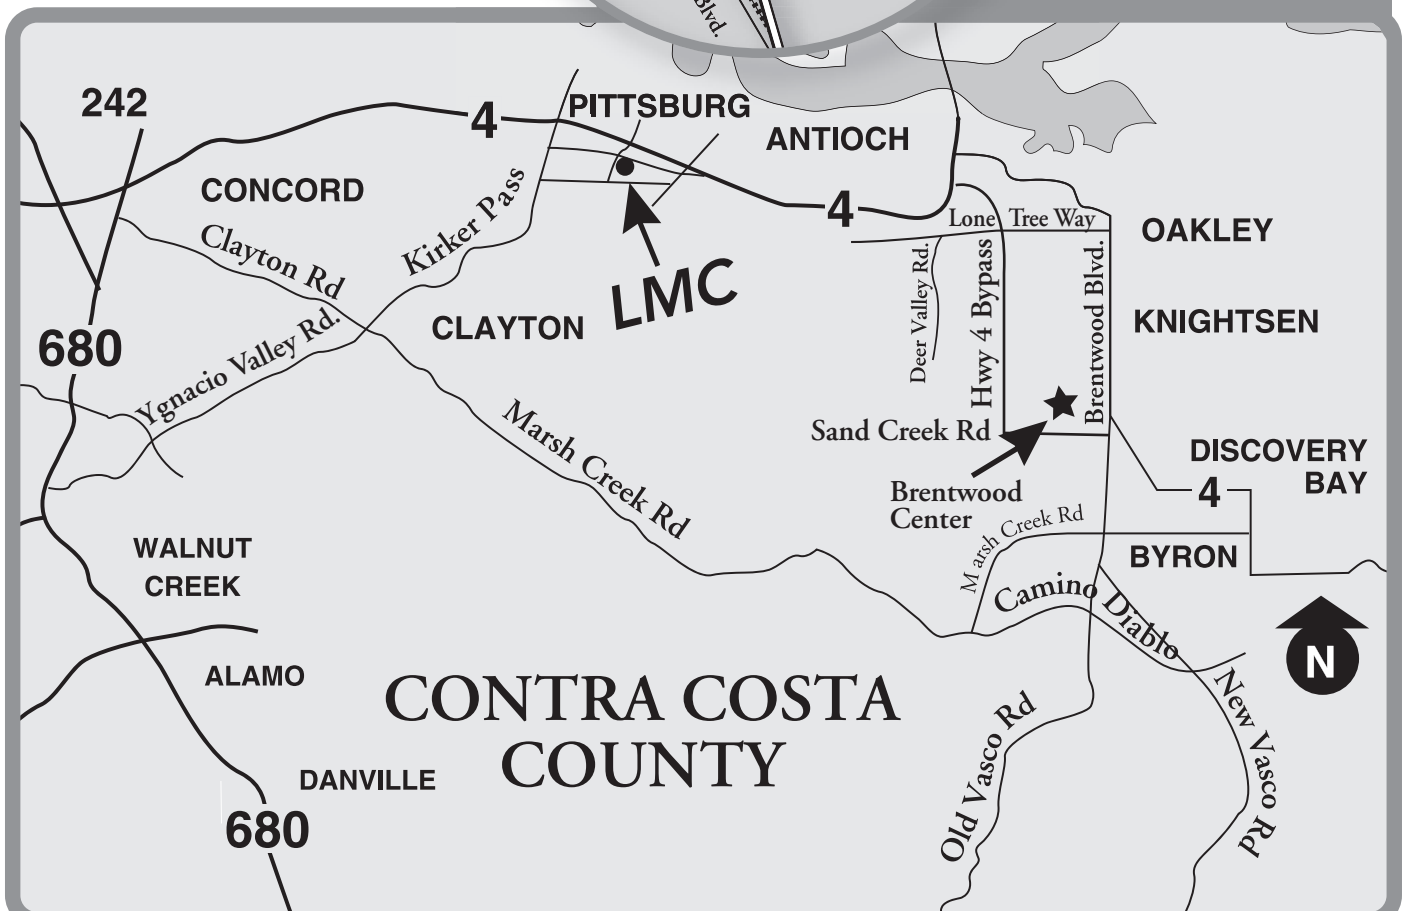 Blvd.
242
4
PITTSBURG
ANTIOCH
CONCORD
Kirker Pass
4
Lone Tree Way
OAKLEY
Clayton Rd
LMC
Deer Valley Rd.
Hwy 4 Bypass
Brentwood Blvd.
KNIGHTSEN
680
CLAYTON
Ygnacio Valley Rd.
Marsh Creek Rd
Sand Creek Rd
DISCOVERY
BAY
4
Brentwood
Center
Marsh Creek Rd
BYRON
WALNUT
CREEK
Camino Diablo
N
ALAMO
CONTRA COSTA
COUNTY
Old Vasco Rd
New Vasco Rd
DANVILLE
680